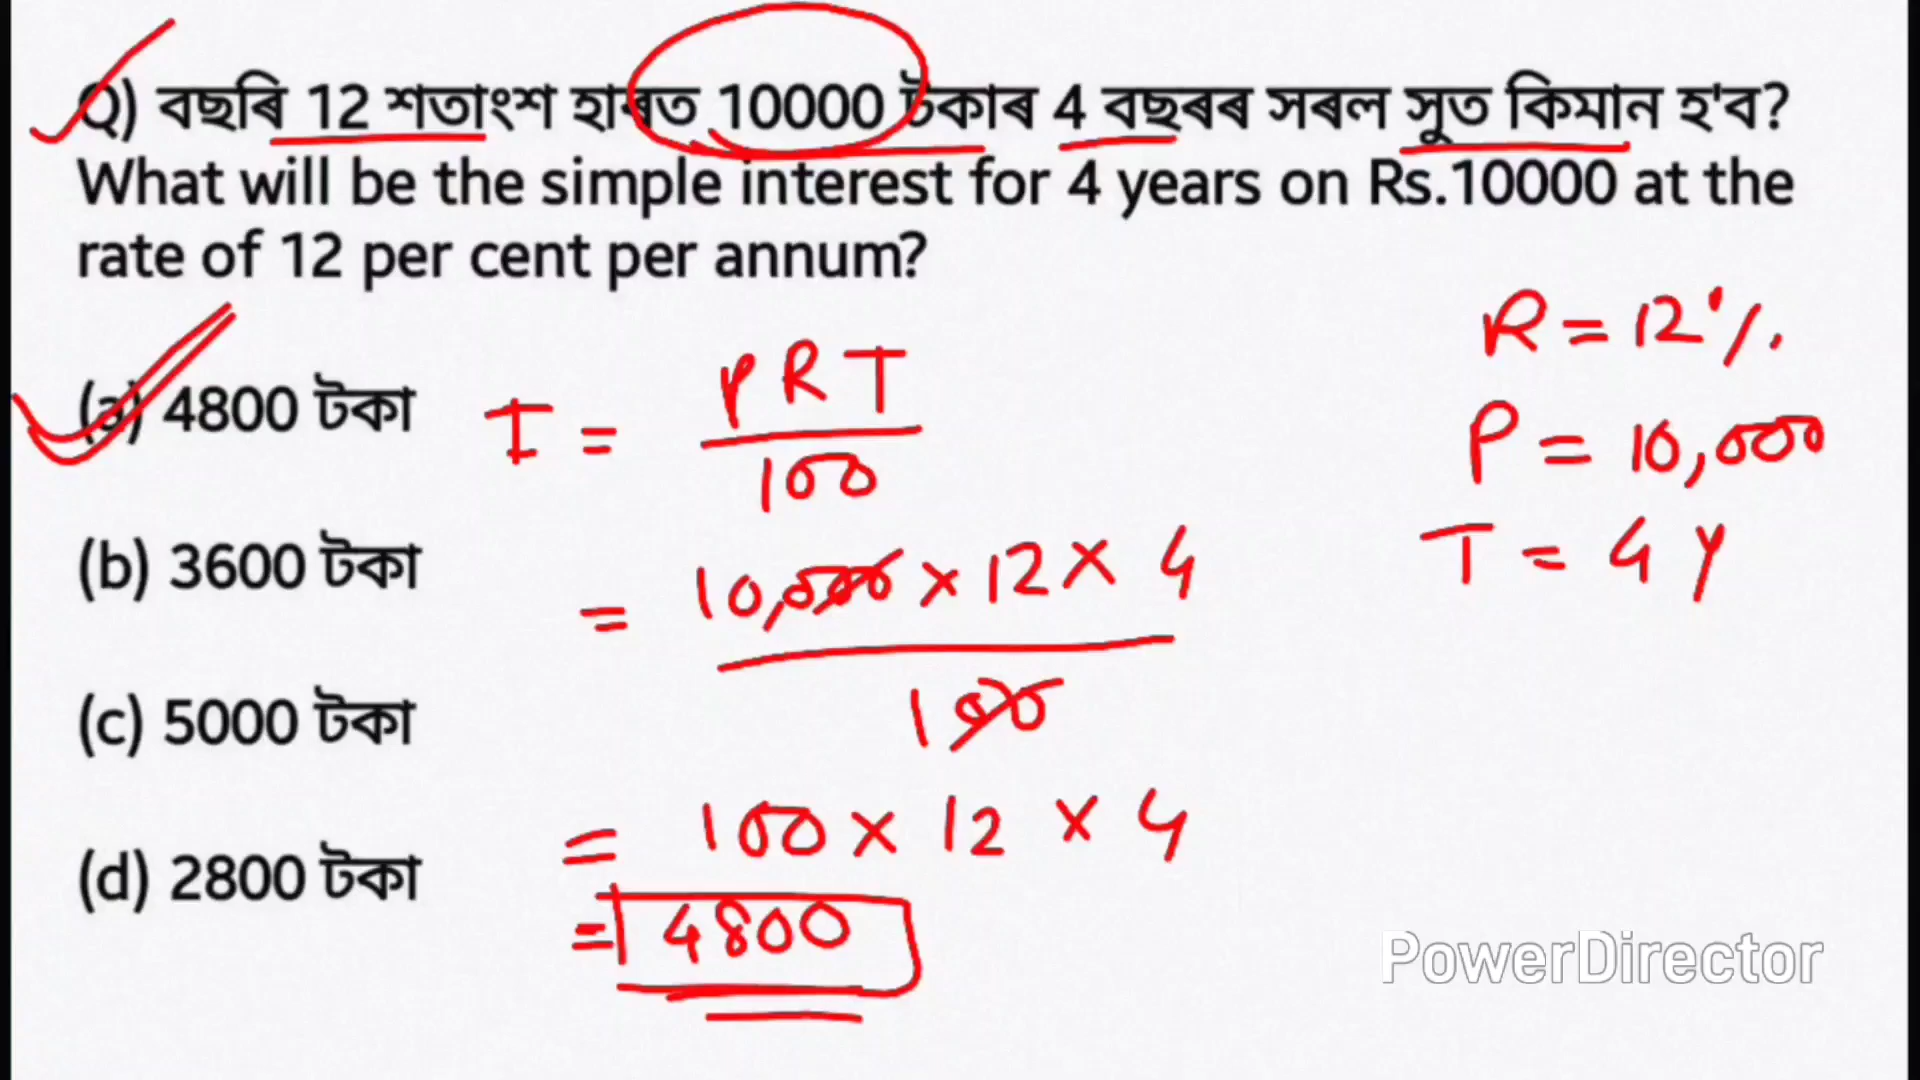 Q) বছৰি 12 শতাংশ হাৰত 10000 টকাৰ 4 বছৰৰ সৰল সুত কিমান হ'ব?
What will be the simple interest for 4 years on Rs.10000 at the
rate of 12 per cent per annum?
(a) 4800 টকা
(b) 3600 টকা
(c) 5000 টকা
(d) 2800 টকা
I = PRT
100
= 10,000 × 12 × 4
100
= 100 × 12 × 4
= 4800
R = 12%
P = 10,000
T = 4 y
PowerDirector